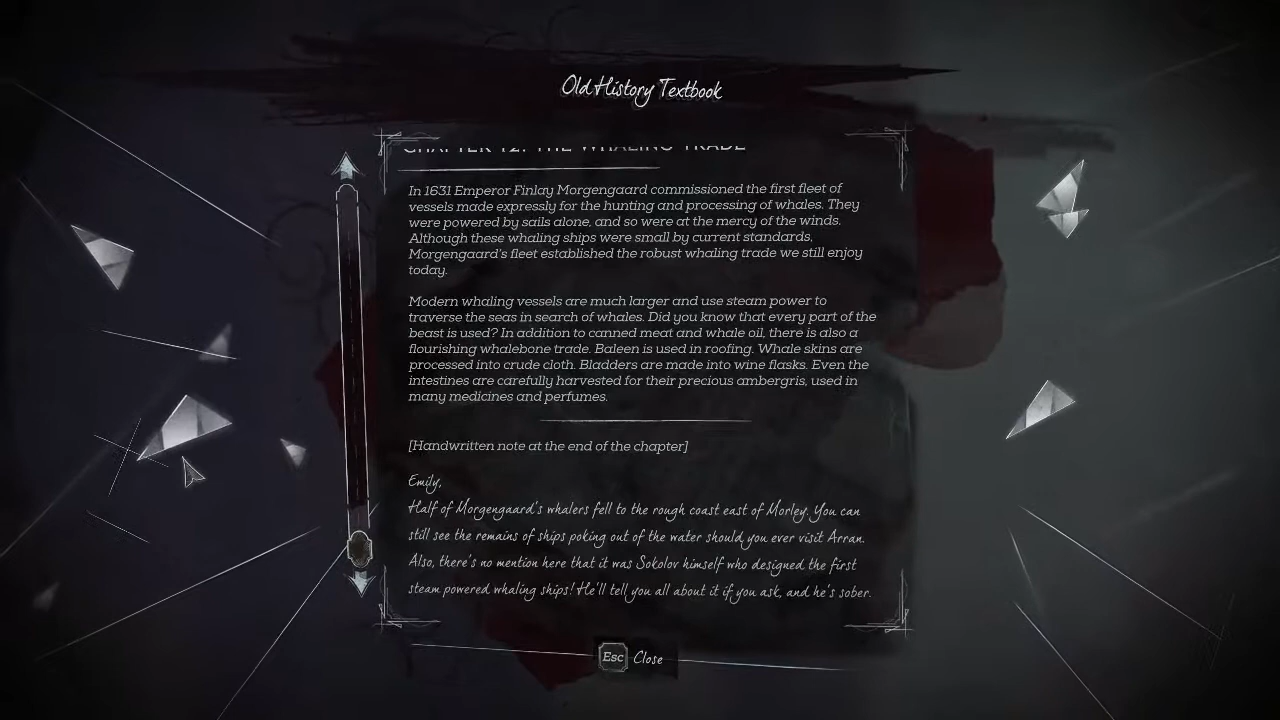 Old History Textbook
CHAPTER 12: THE WHALING TRADE
In 1631 Emperor Finlay Morgengaard commissioned the first fleet of
vessels made expressly for the hunting and processing of whales. They
were powered by sails alone, and so were at the mercy of the winds.
Although these whaling ships were small by current standards,
Morgengaard's fleet established the robust whaling trade we still enjoy
today.
Modern whaling vessels are much larger and use steam power to
traverse the seas in search of whales. Did you know that every part of the
beast is used? In addition to canned meat and whale oil, there is also a
flourishing whalebone trade. Baleen is used in roofing. Whale skins are
processed into crude cloth. Bladders are made into wine flasks. Even the
intestines are carefully harvested for their precious ambergris, used in
many medicines and perfumes.
[Handwritten note at the end of the chapter]
Emily,
Half of Morgengaard's whalers fell to the rough coast east of Morley. You can
still see the remains of ships poking out of the water should you ever visit Arran.
Also, there's no mention here that it was Sokolov himself who designed the first
steam powered whaling ships! He'll tell you all about it if you ask, and he's sober.
Esc Close